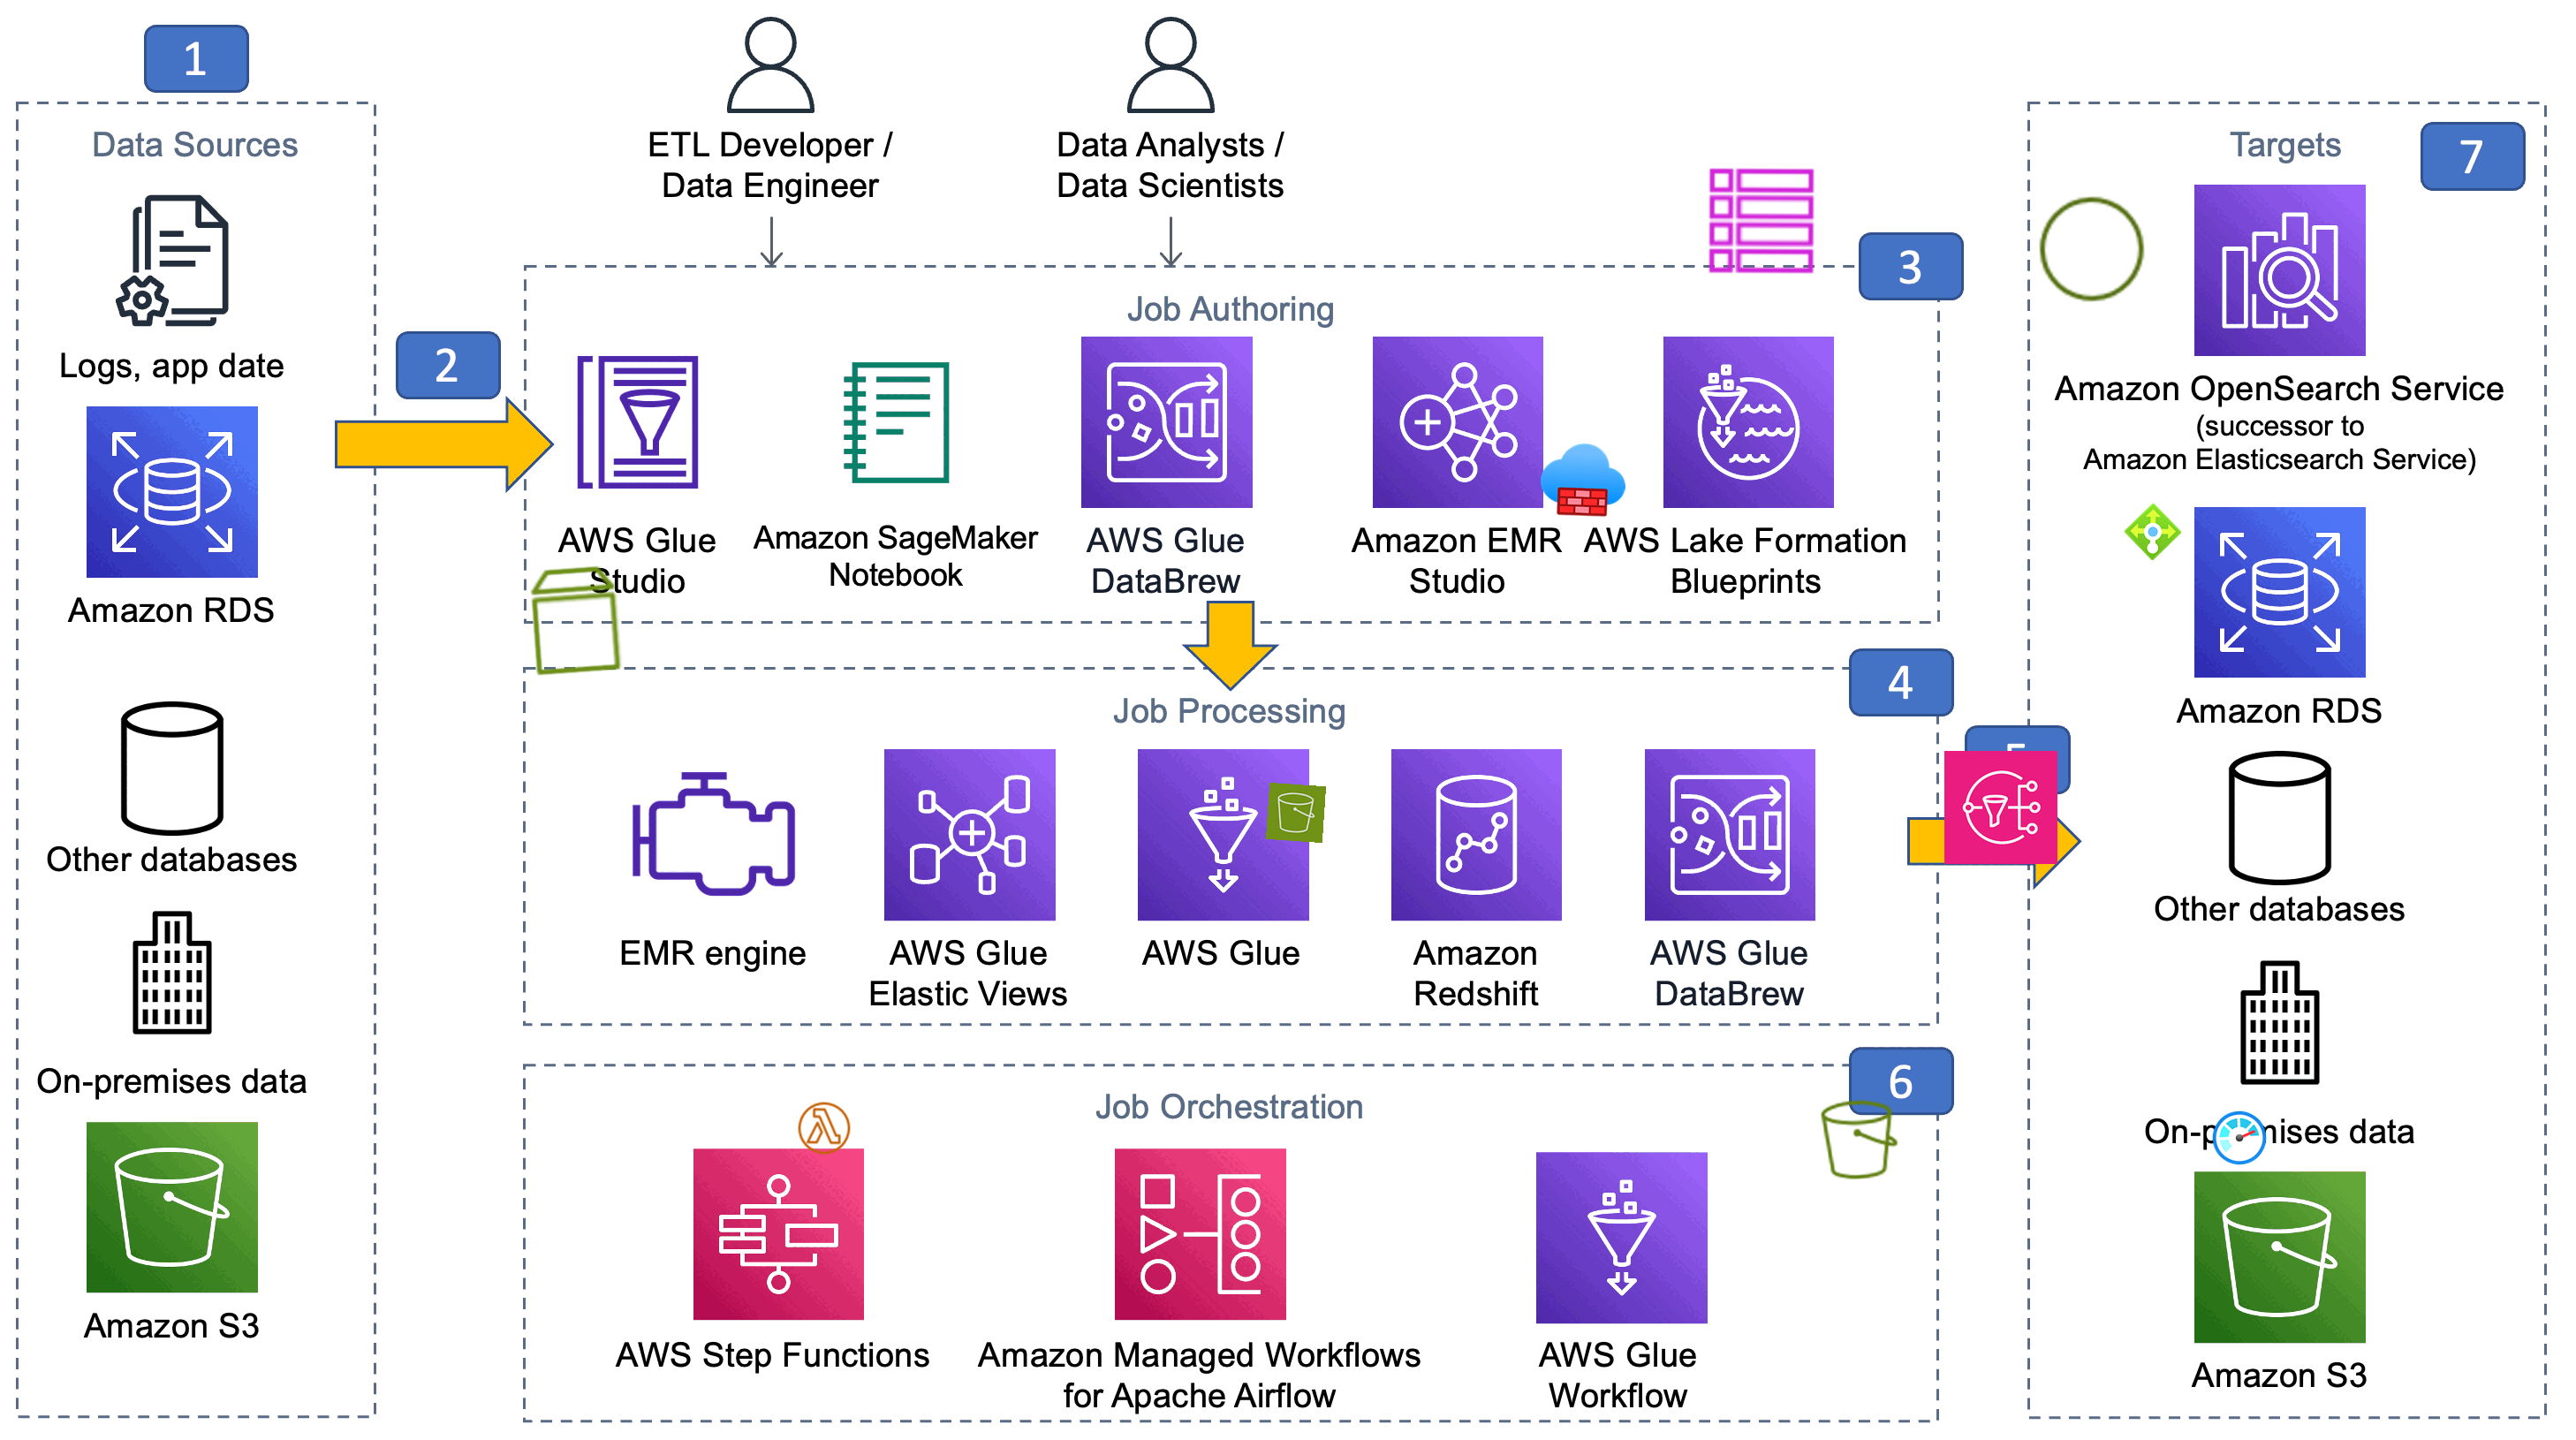 1
Data Sources
Logs, app date
Amazon RDS
Other databases
On-premises data
Amazon S3
2
ETL Developer /
Data Engineer
Data Analysts /
Data Scientists
3
Job Authoring
AWS Glue
Studio
Amazon SageMaker
Notebook
AWS Glue
DataBrew
Amazon EMR
Studio
AWS Lake Formation
Blueprints
4
Job Processing
EMR engine
AWS Glue
Elastic Views
AWS Glue
Amazon
Redshift
AWS Glue
DataBrew
6
Job Orchestration
AWS Step Functions
Amazon Managed Workflows
for Apache Airflow
AWS Glue
Workflow
7
Targets
Amazon OpenSearch Service
(successor to
Amazon Elasticsearch Service)
Amazon RDS
Other databases
data
Amazon S3